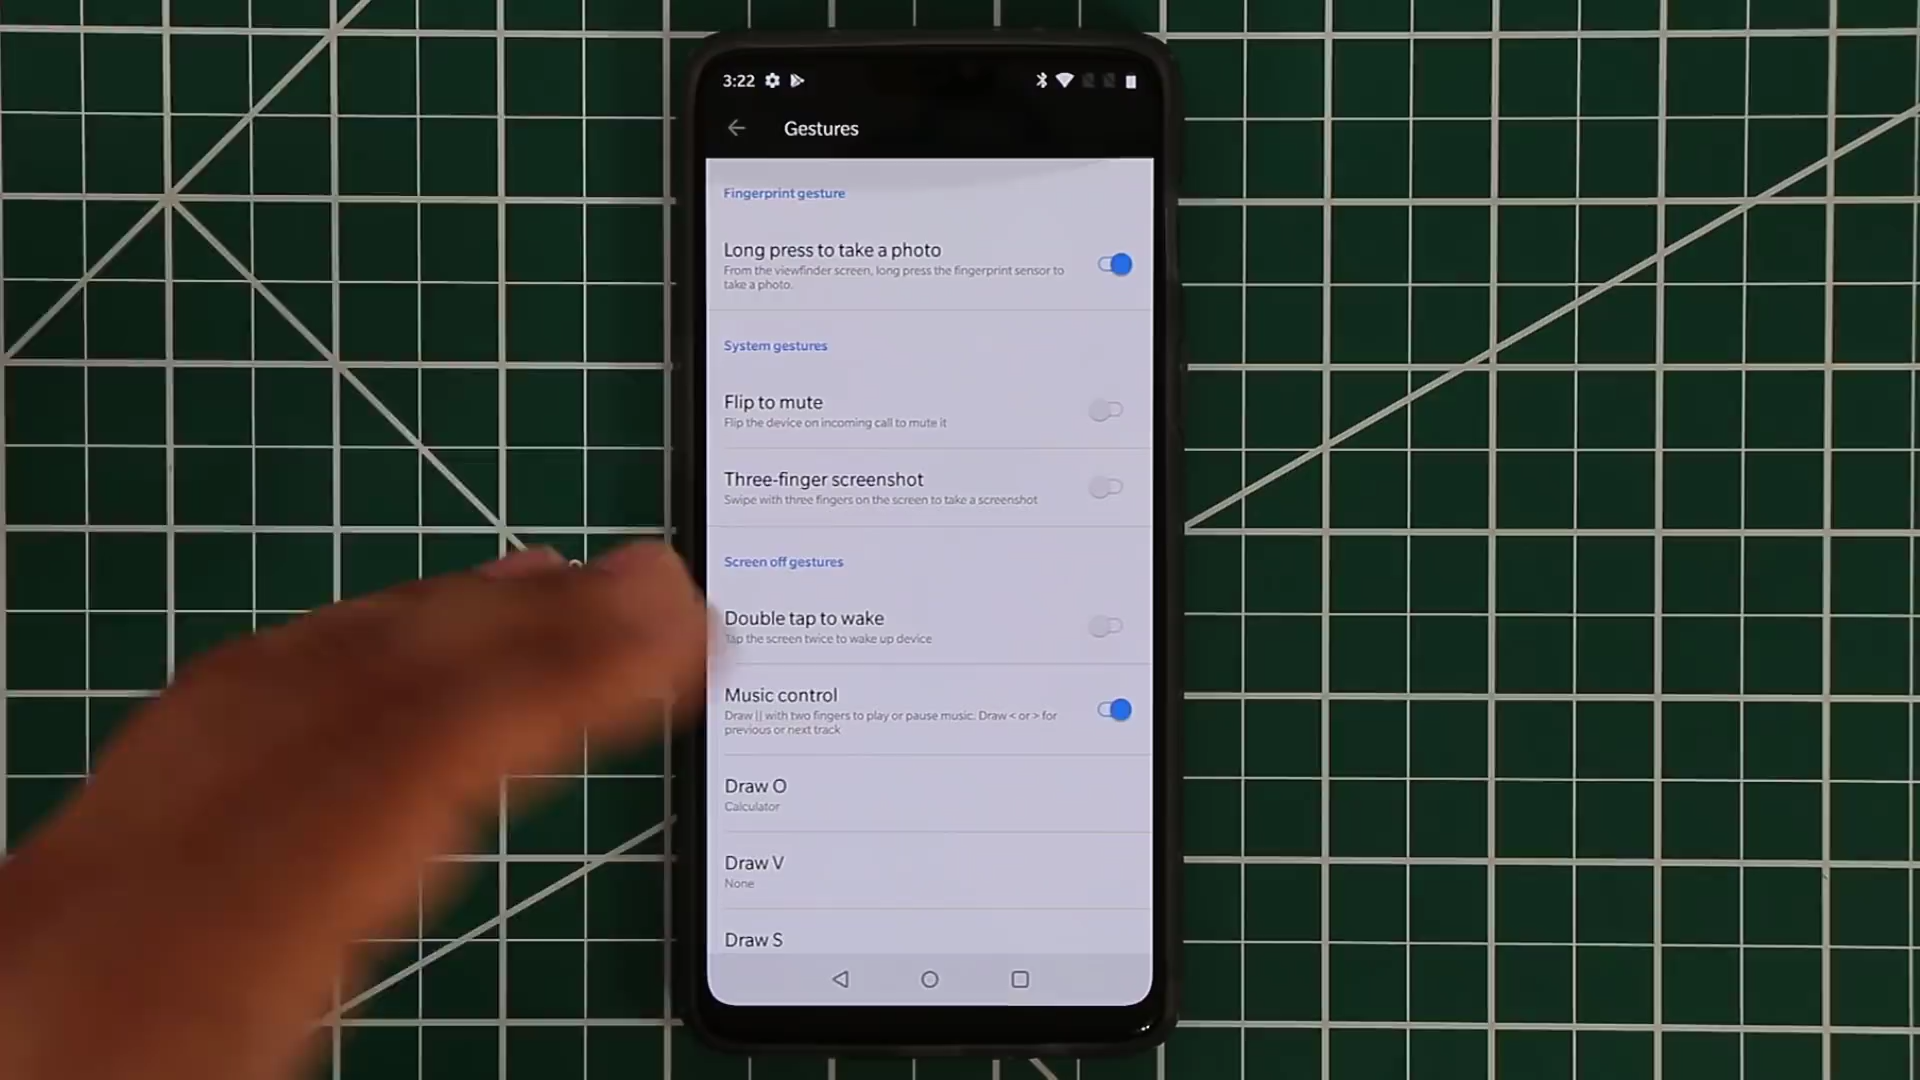 3:22
Gestures
Fingerprint gesture
Long press to take a photo
From the viewfinder screen, long press the fingerprint sensor to
take a photo.
System gestures
Flip to mute
Flip the device on incoming call to mute it
Three-finger screenshot
Swipe with three fingers on the screen to take a screenshot
Screen off gestures
Double tap to wake
Tap the screen twice to wake up device
Music control
Draw || with two fingers to play or pause music. Draw < or > for
previous or next track
Draw O
Calculator
Draw V
None
Draw S